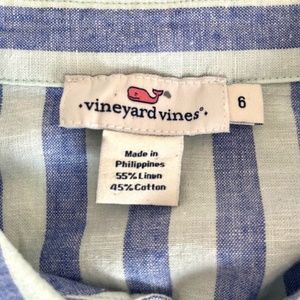 vineyard vines®
6
Made in
Philippines
55% Linen
45% Cotton